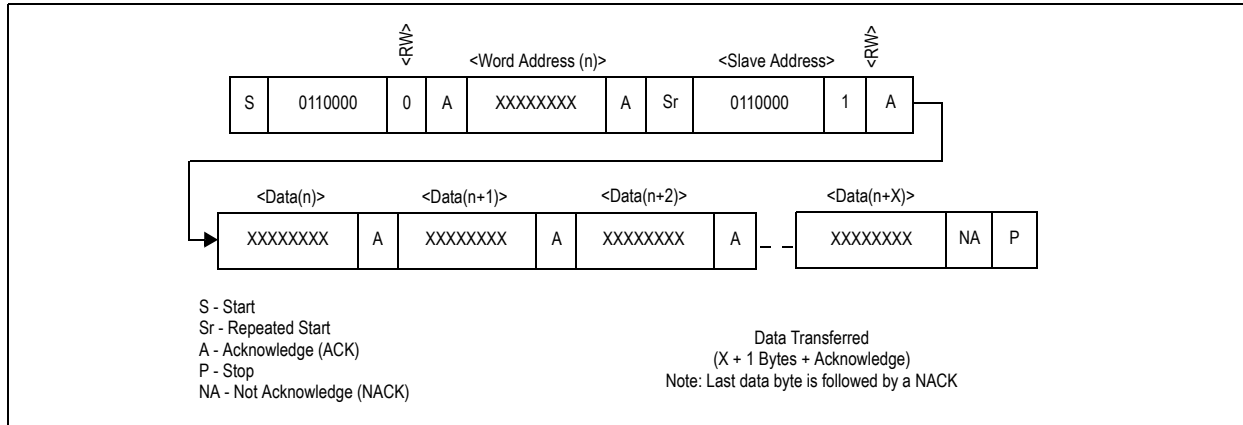 <RW>
<Word Address (n)>
<Slave Address>
<RW>
S 0110000 0 A XXXXXXXX A Sr 0110000 1 A
<Data(n)> <Data(n+1)> <Data(n+2)> <Data(n+X)>
XXXXXXXX A XXXXXXXX A XXXXXXXX A XXXXXXXX NA P
S - Start
Sr - Repeated Start
A - Acknowledge (ACK)
P - Stop
NA - Not Acknowledge (NACK)
Data Transferred
(X + 1 Bytes + Acknowledge)
Note: Last data byte is followed by a NACK